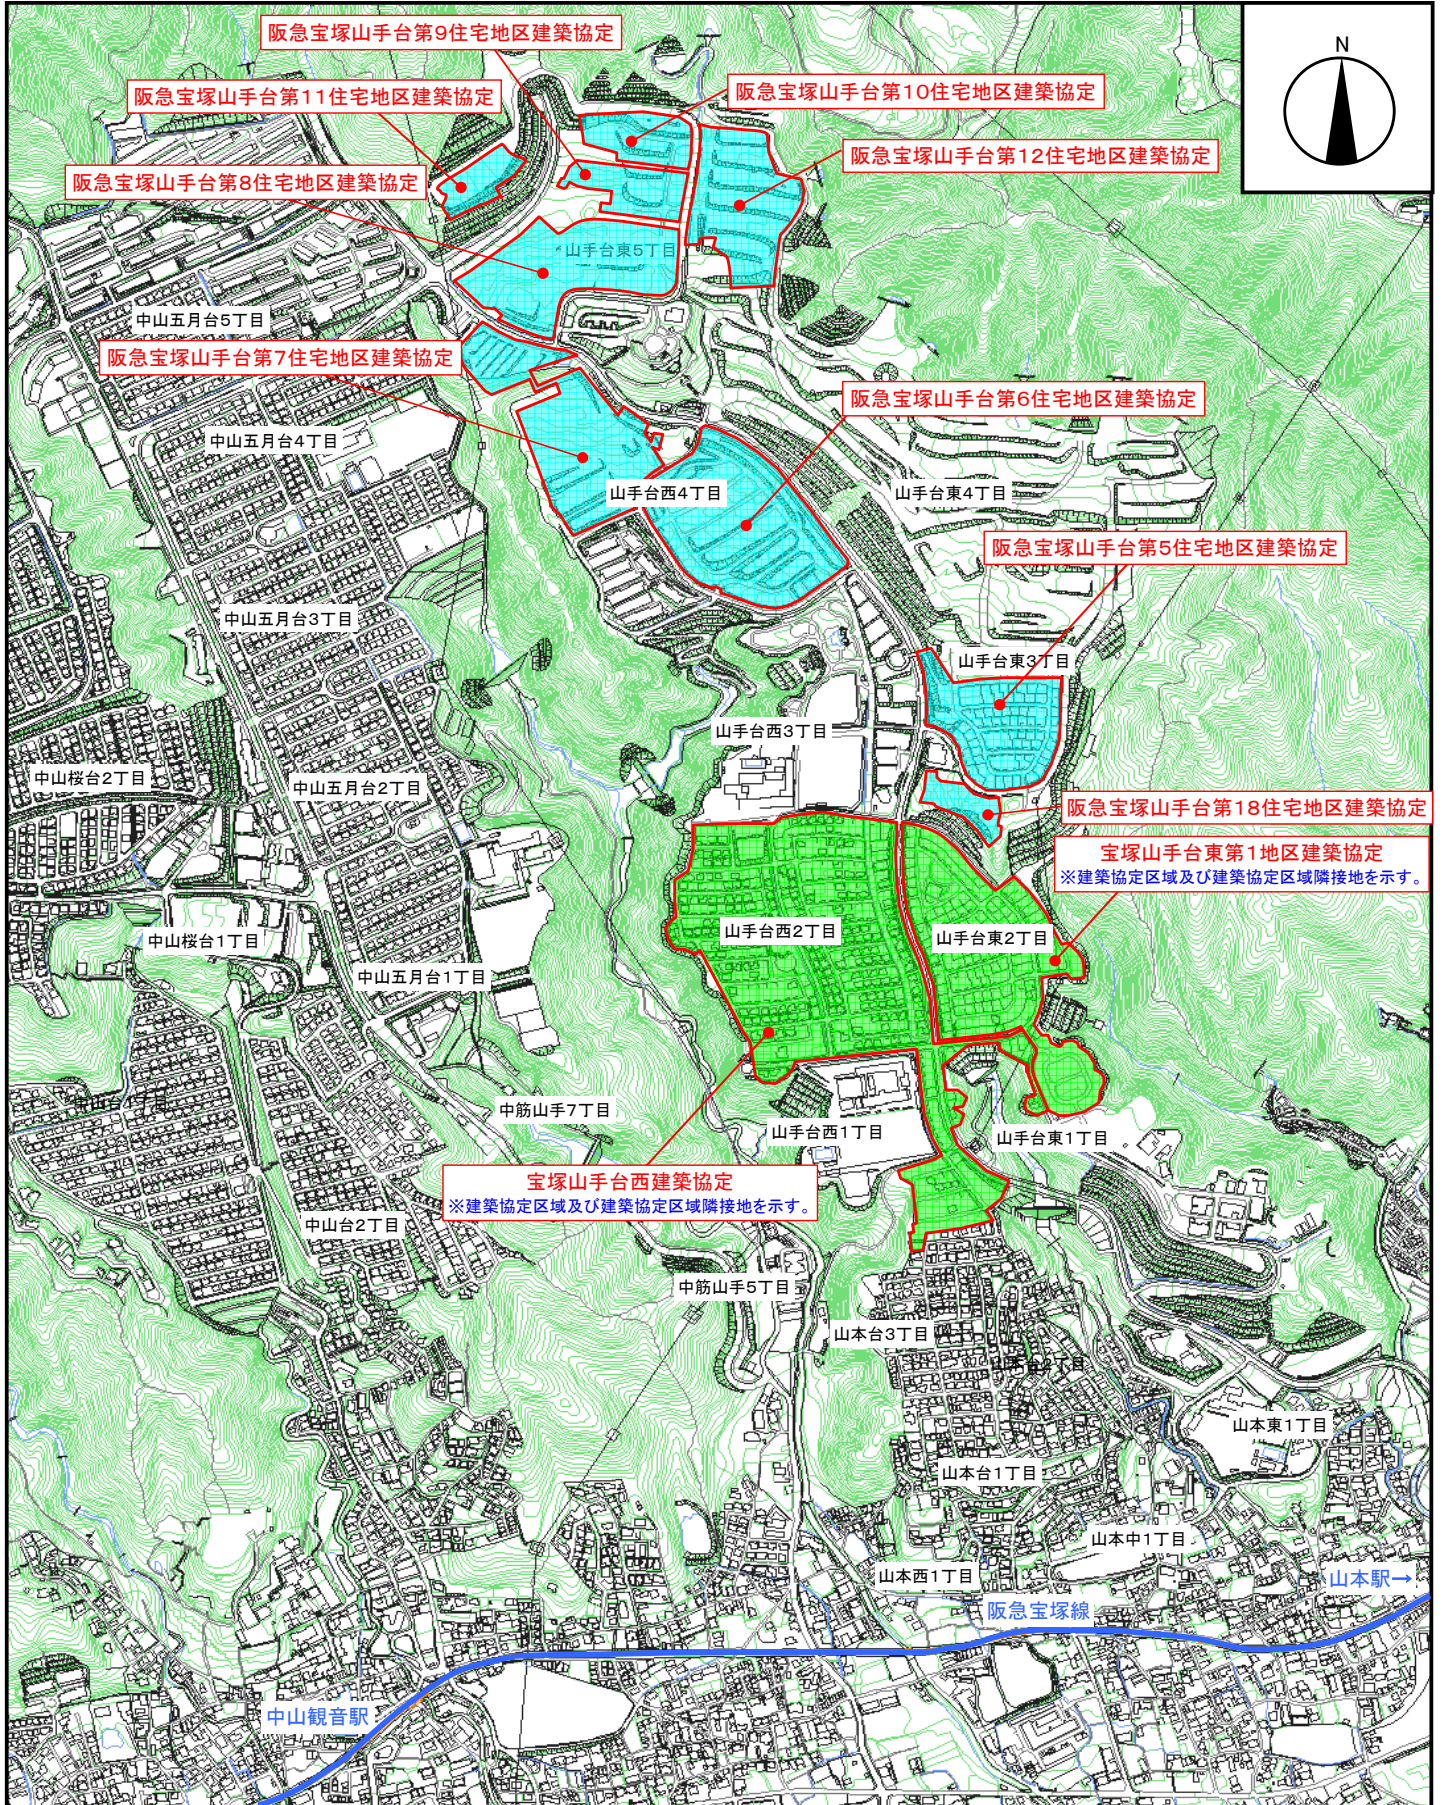 N
阪急宝塚山手台第9住宅地区建築協定
阪急宝塚山手台第11住宅地区建築協定
阪急宝塚山手台第10住宅地区建築協定
阪急宝塚山手台第12住宅地区建築協定
阪急宝塚山手台第8住宅地区建築協定
山手台東5丁目
中山五月台5丁目
阪急宝塚山手台第7住宅地区建築協定
阪急宝塚山手台第6住宅地区建築協定
中山五月台4丁目
山手台西4丁目
山手台東4丁目
阪急宝塚山手台第5住宅地区建築協定
中山五月台3丁目
山手台東3丁目
山手台西3丁目
中山桜台2丁目
中山五月台2丁目
阪急宝塚山手台第18住宅地区建築協定
宝塚山手台東第1地区建築協定
※建築協定区域及び建築協定区域隣接地を示す。
山手台西2丁目
山手台東2丁目
中山桜台1丁目
中山五月台1丁目
中山台1丁目
中筋山手7丁目
山手台西1丁目
山手台東1丁目
宝塚山手台西建築協定
※建築協定区域及び建築協定区域隣接地を示す。
中山台2丁目
中筋山手5丁目
山本台3丁目
山本台2丁目
山本東1丁目
山本台1丁目
山本中1丁目
山本西1丁目
山本駅→
阪急宝塚線
中山観音駅